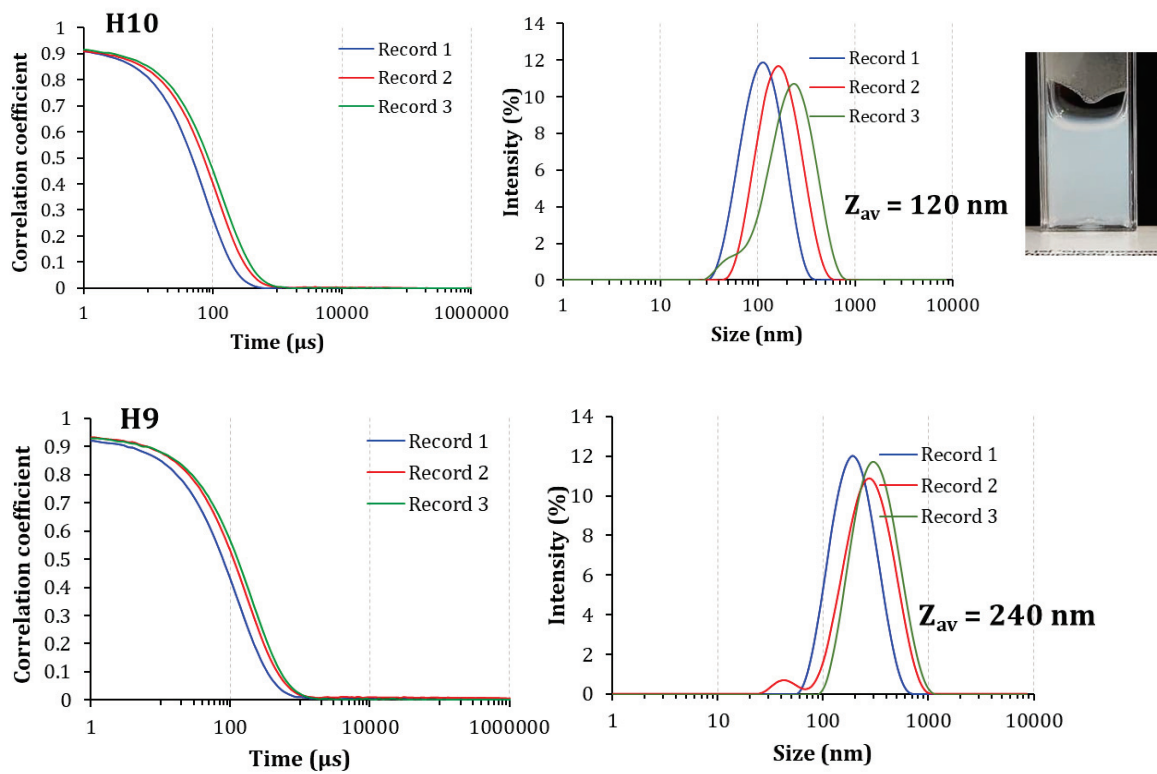 H10
Correlation coefficient
1
0.9
0.8
0.7
0.6
0.5
0.4
0.3
0.2
0.1
0
1 100 10000 1000000
Time (µs)
Record 1
Record 2
Record 3
Intensity (%)
14
12
10
8
6
4
2
0
1 10 100 1000 10000
Size (nm)
Record 1
Record 2
Record 3
Zav = 120 nm
H9
Correlation coefficient
1
0.9
0.8
0.7
0.6
0.5
0.4
0.3
0.2
0.1
0
1 100 10000 1000000
Time (µs)
Record 1
Record 2
Record 3
Intensity (%)
14
12
10
8
6
4
2
0
1 10 100 1000 10000
Size (nm)
Record 1
Record 2
Record 3
Zav = 240 nm